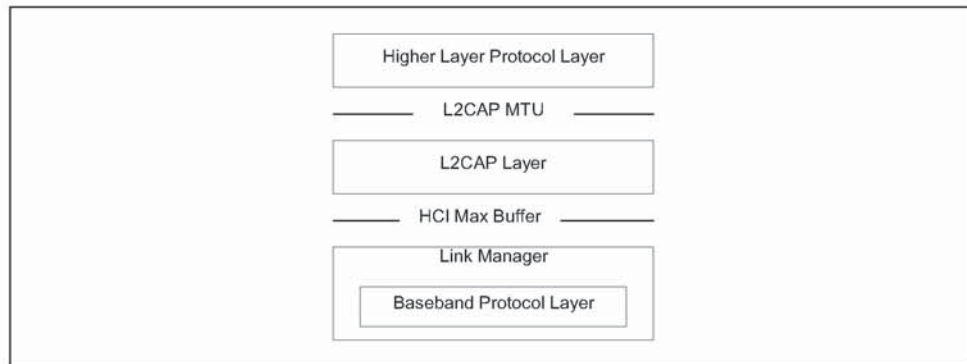 Higher Layer Protocol Layer
L2CAP MTU
L2CAP Layer
HCI Max Buffer
Link Manager
Baseband Protocol Layer